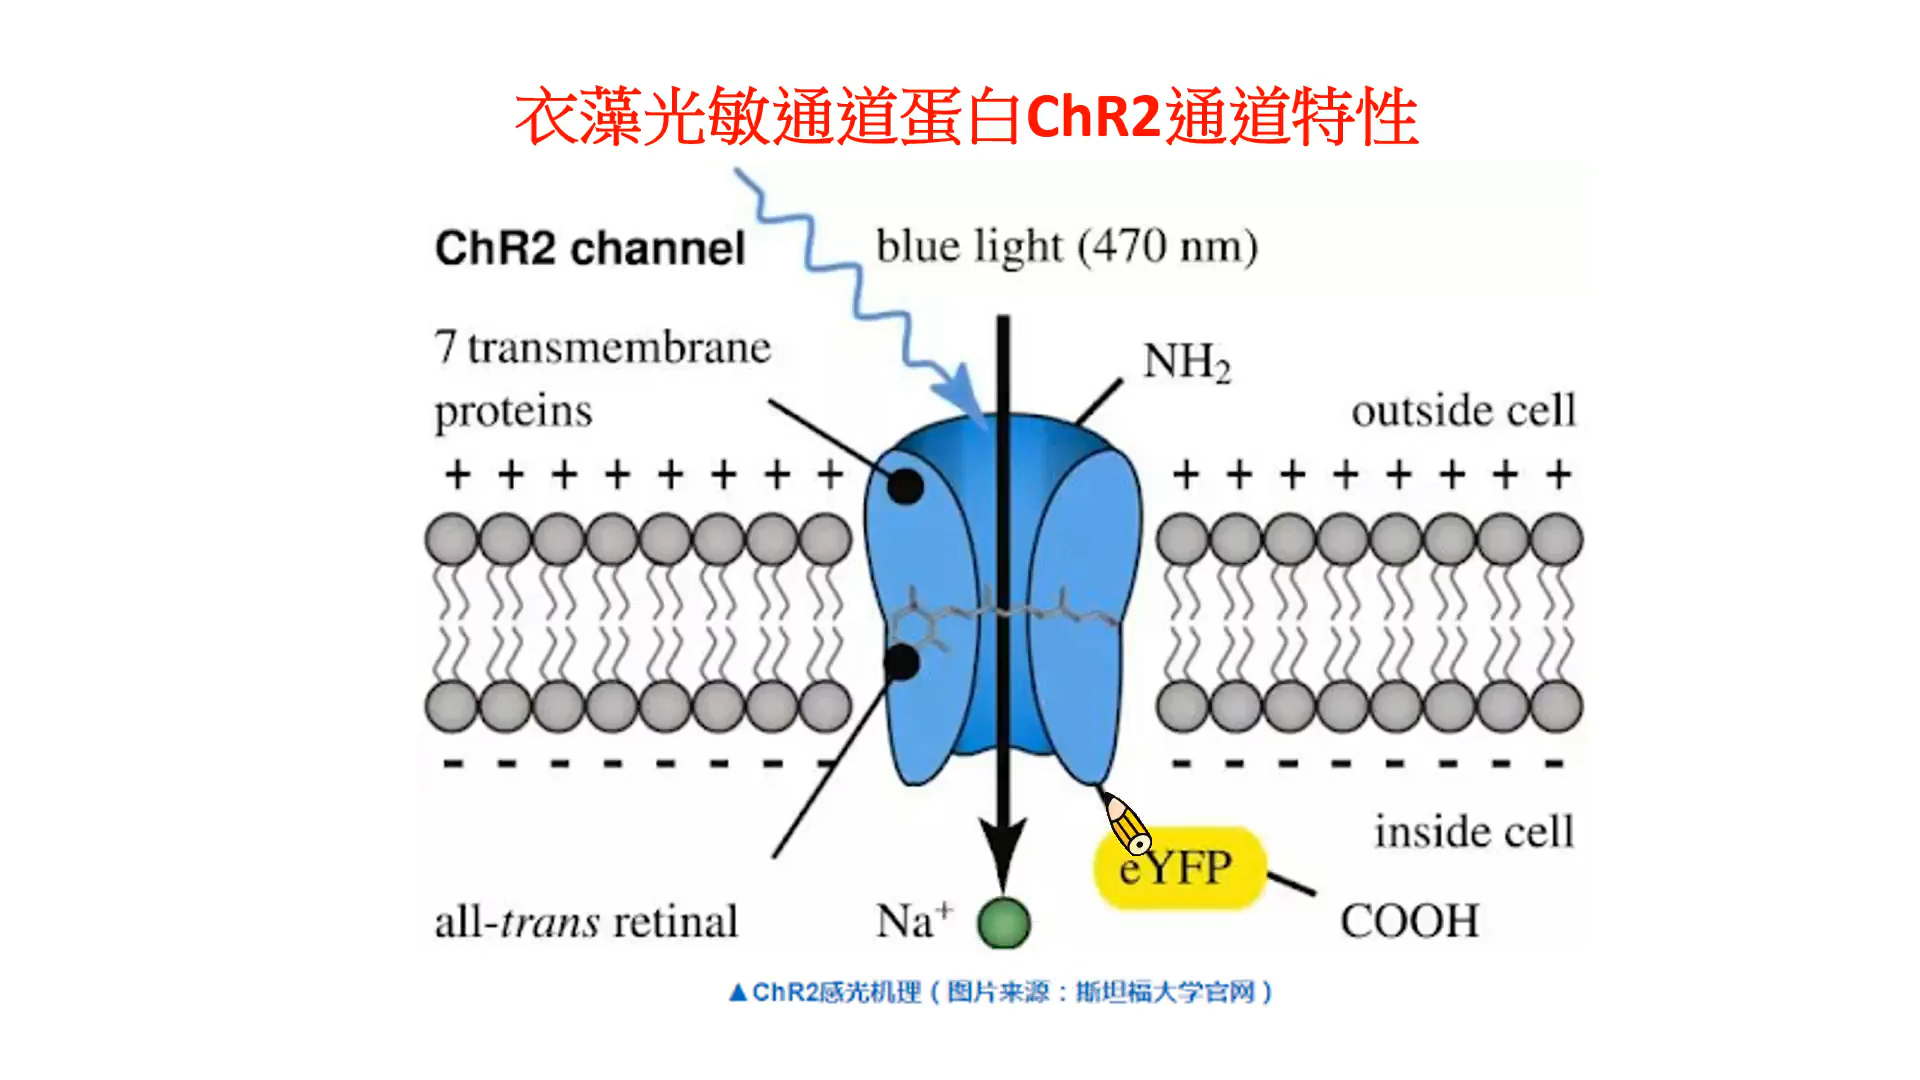 衣藻光敏通道蛋白ChR2通道特性
ChR2 channel
blue light (470 nm)
7 transmembrane
proteins
NH₂
outside cell
+ + + + + + + +
+ + + + + + + +
- - - - - - - -
- - - - - - - -
inside cell
eYFP
all-trans retinal
Na⁺
COOH
▲ChR2感光机理（图片来源：斯坦福大学官网）